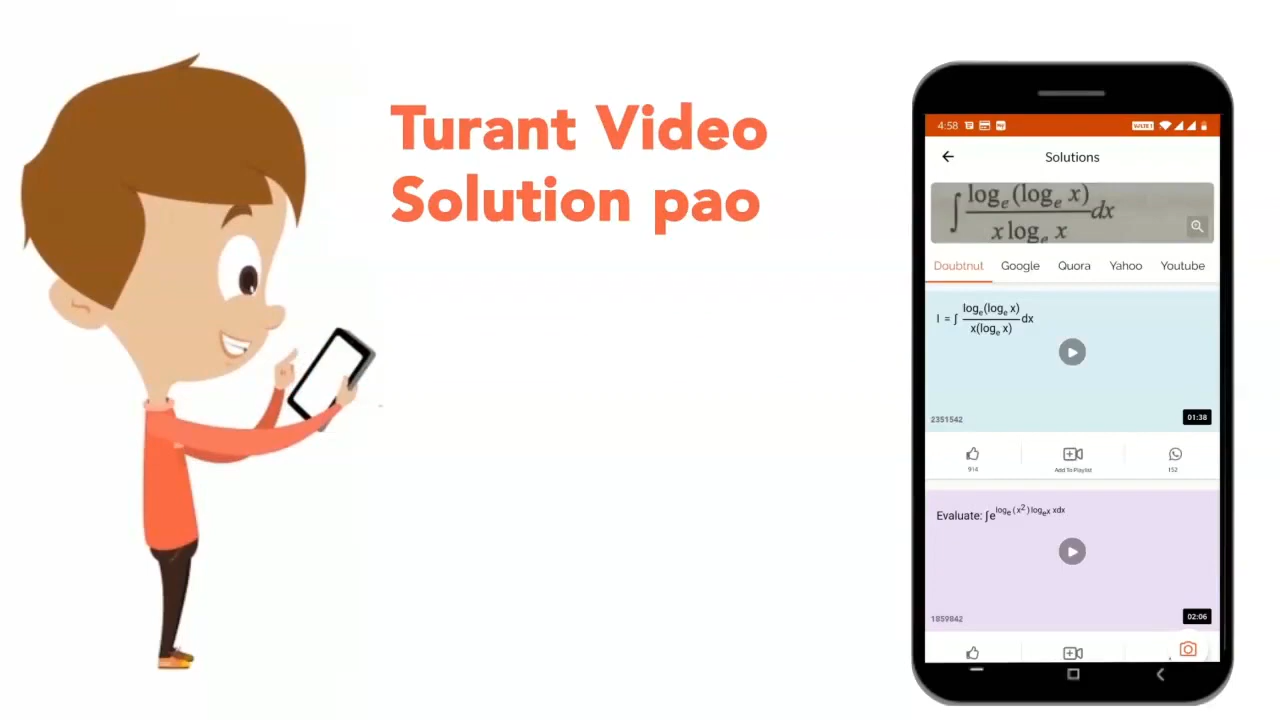 Turant Video
Solution pao
4:58
Solutions
∫ logₑ(logₑ x) / x logₑ x dx
Doubtnut Google Quora Yahoo Youtube
I = ∫ logₑ(logₑ x) / x(logₑ x) dx
2351542 01:38
914 Add To Playlist 152
Evaluate: ∫e^logₑ(x²)logₑx xdx
1859842 02:06